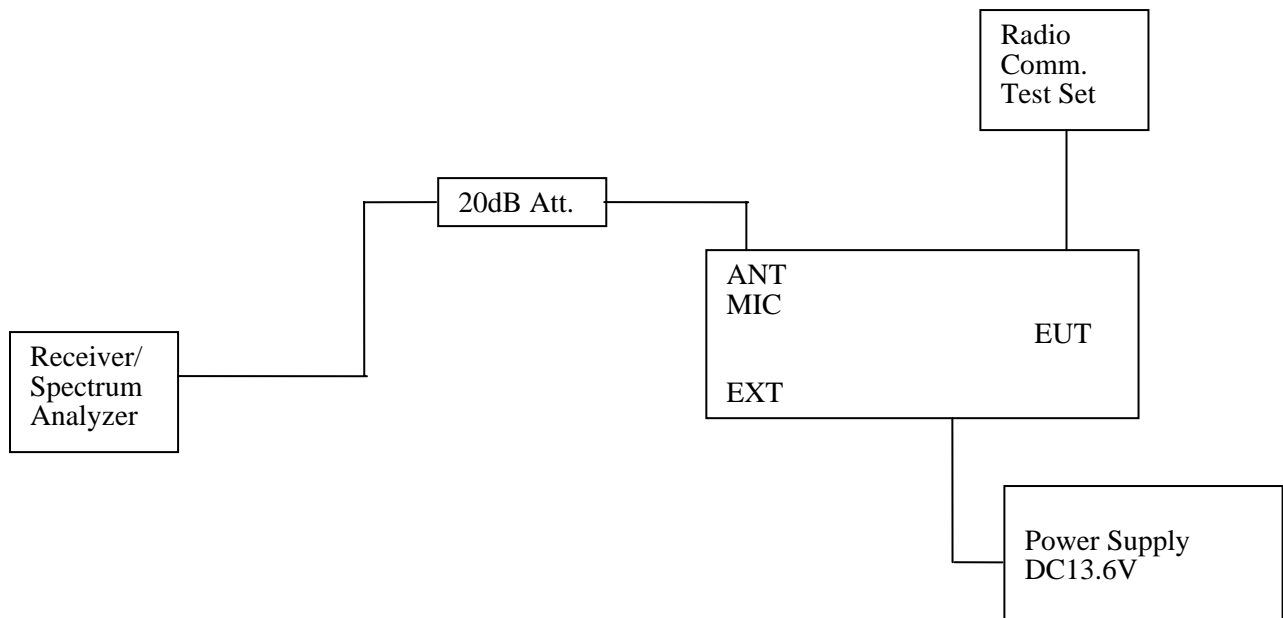 Radio
Comm.
Test Set
20dB Att.
ANT
MIC
EUT
Receiver/
Spectrum
Analyzer
EXT
Power Supply
DC13.6V